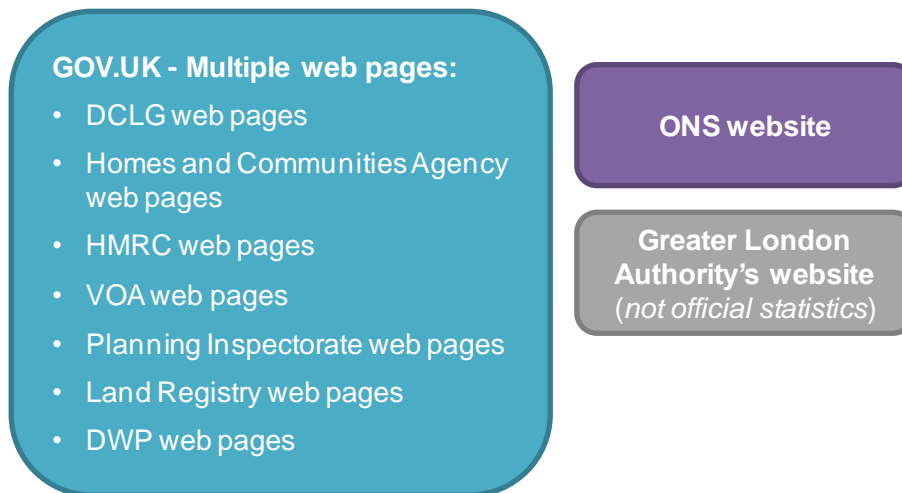 GOV.UK - Multiple web pages:
• DCLG web pages
• Homes and Communities Agency
web pages
• HMRC web pages
• VOA web pages
• Planning Inspectorate web pages
• Land Registry web pages
• DWP web pages
ONS website
Greater London
Authority’s website
(not official statistics)